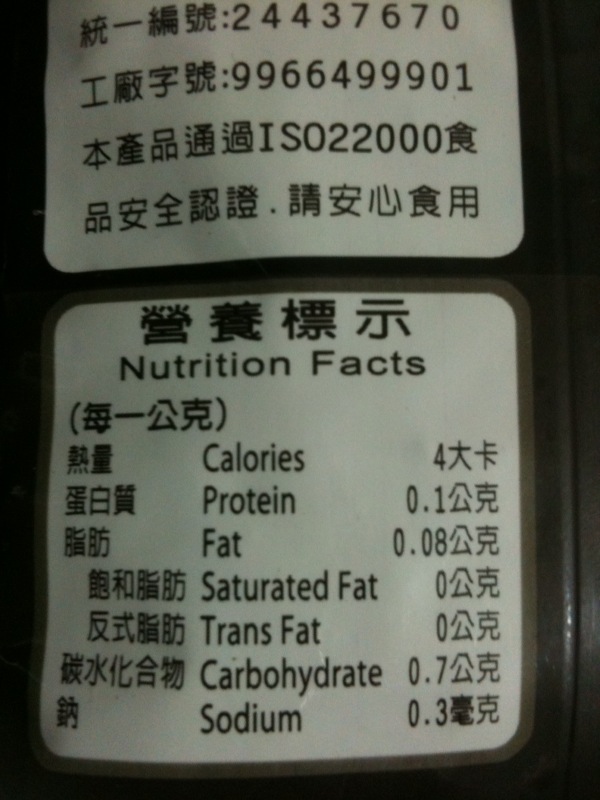 統一編號:24437670
工廠字號:9966499901
本產品通過ISO22000食
品安全認證.請安心食用
營養標示
Nutrition Facts
(每一公克)
熱量 Calories 4大卡
蛋白質 Protein 0.1公克
脂肪 Fat 0.08公克
飽和脂肪 Saturated Fat 0公克
反式脂肪 Trans Fat 0公克
碳水化合物 Carbohydrate 0.7公克
鈉 Sodium 0.3毫克